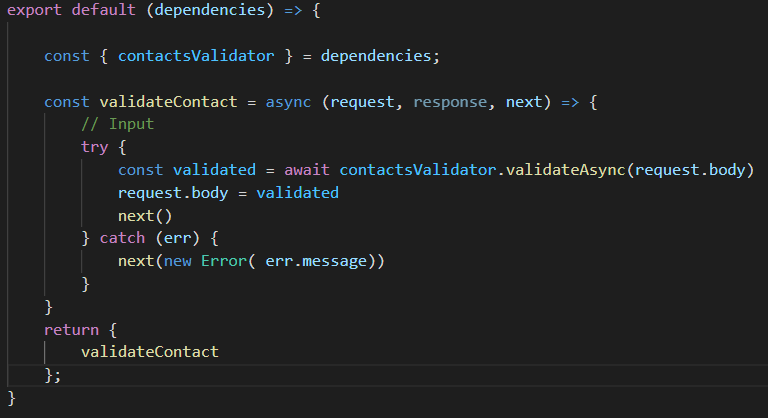 export default (dependencies) => {
const { contactsValidator } = dependencies;
const validateContact = async (request, response, next) => {
// Input
try {
const validated = await contactsValidator.validateAsync(request.body)
request.body = validated
next()
} catch (err) {
next(new Error( err.message))
}
}
return {
validateContact
};
}